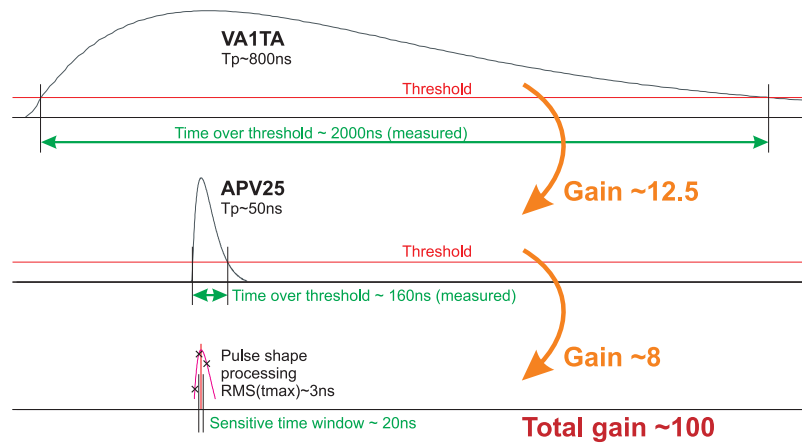 VA1TA
Tp~800ns
Threshold
Time over threshold ~ 2000ns (measured)
APV25
Tp~50ns
Gain ~12.5
Threshold
Time over threshold ~ 160ns (measured)
Pulse shape
processing
RMS(tmax)~3ns
Gain ~8
Sensitive time window ~ 20ns
Total gain ~100